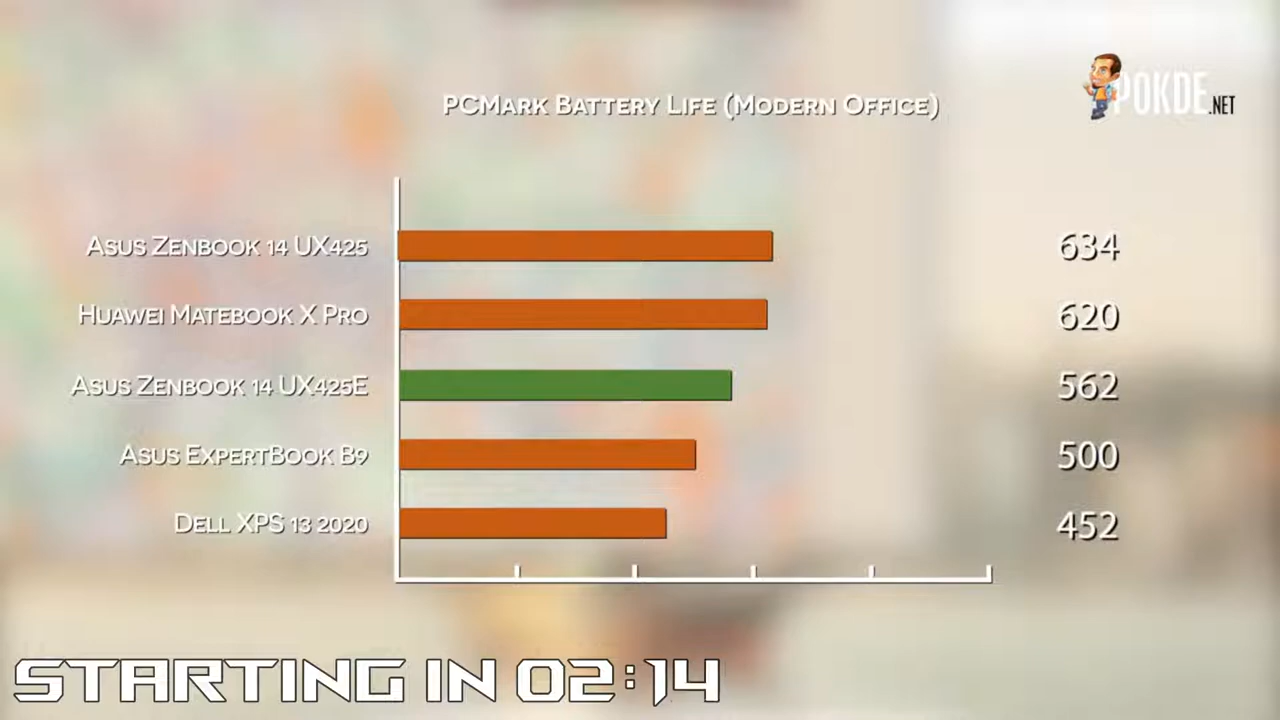 POKDE.NET
PCMark Battery Life (Modern Office)
Asus Zenbook 14 UX425 634
Huawei Matebook X Pro 620
Asus Zenbook 14 UX425E 562
Asus ExpertBook B9 500
Dell XPS 13 2020 452
STARTING IN 02:14